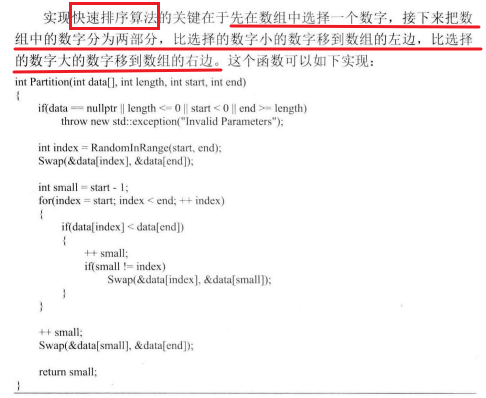 实现快速排序算法的关键在于先在数组中选择一个数字，接下来把数
组中的数字分为两部分，比选择的数字小的数字移到数组的左边，比选择
的数字大的数字移到数组的右边。这个函数可以如下实现：
int Partition(int data[], int length, int start, int end)
{
if(data == nullptr || length <= 0 || start < 0 || end >= length)
throw new std::exception("Invalid Parameters");
int index = RandomInRange(start, end);
Swap(&data[index], &data[end]);
int small = start - 1;
for(index = start; index < end; ++ index)
{
if(data[index] < data[end])
{
++ small;
if(small != index)
Swap(&data[index], &data[small]);
}
}
++ small;
Swap(&data[small], &data[end]);
return small;
}